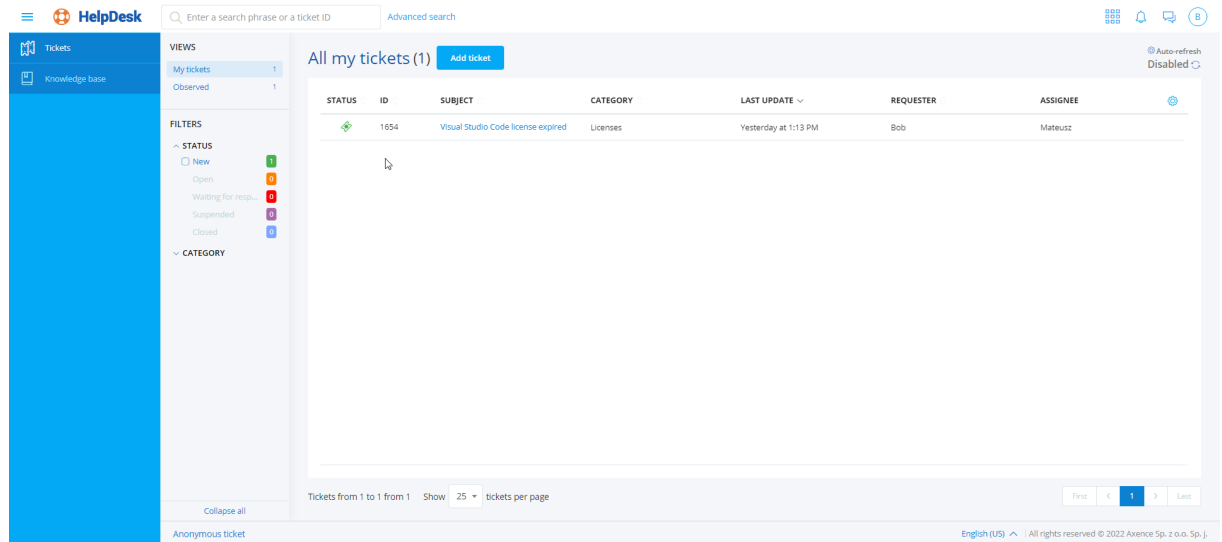 HelpDesk
Enter a search phrase or a ticket ID
Advanced search
B
Tickets
Knowledge base
VIEWS
My tickets 1
Observed 1
FILTERS
STATUS
New 1
Open 0
Waiting for resp... 0
Suspended 0
Closed 0
CATEGORY
Collapse all
All my tickets (1)
Add ticket
Auto-refresh
Disabled
STATUS ID SUBJECT CATEGORY LAST UPDATE REQUESTER ASSIGNEE
1654 Visual Studio Code license expired Licenses Yesterday at 1:13 PM Bob Mateusz
Tickets from 1 to 1 from 1 Show 25 tickets per page
First < 1 > Last
Anonymous ticket
English (US) All rights reserved © 2022 Axence Sp. z o.o. Sp. j.